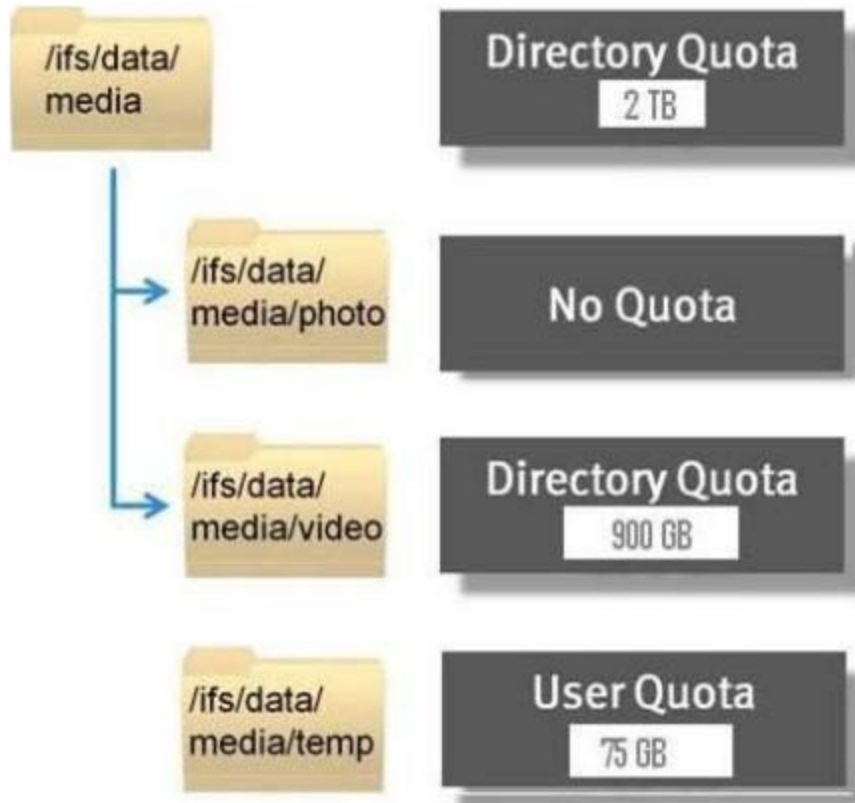 /ifs/data/
media
Directory Quota
2 TB
/ifs/data/
media/photo
No Quota
/ifs/data/
media/video
Directory Quota
900 GB
/ifs/data/
media/temp
User Quota
75 GB